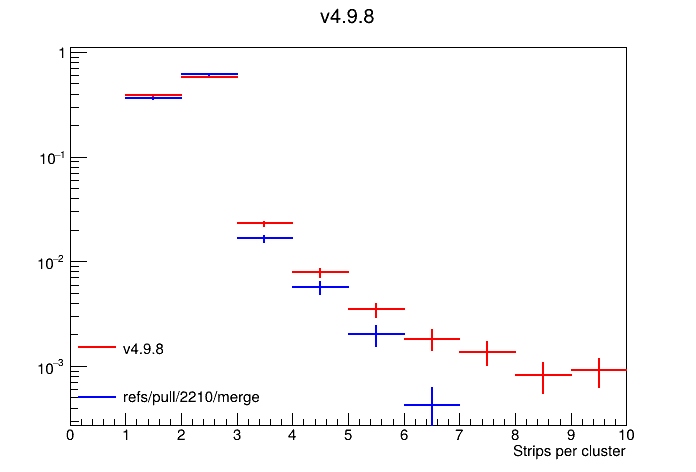 v4.9.8
1
10⁻¹
10⁻²
10⁻³
v4.9.8
refs/pull/2210/merge
0 1 2 3 4 5 6 7 8 9 10
Strips per cluster